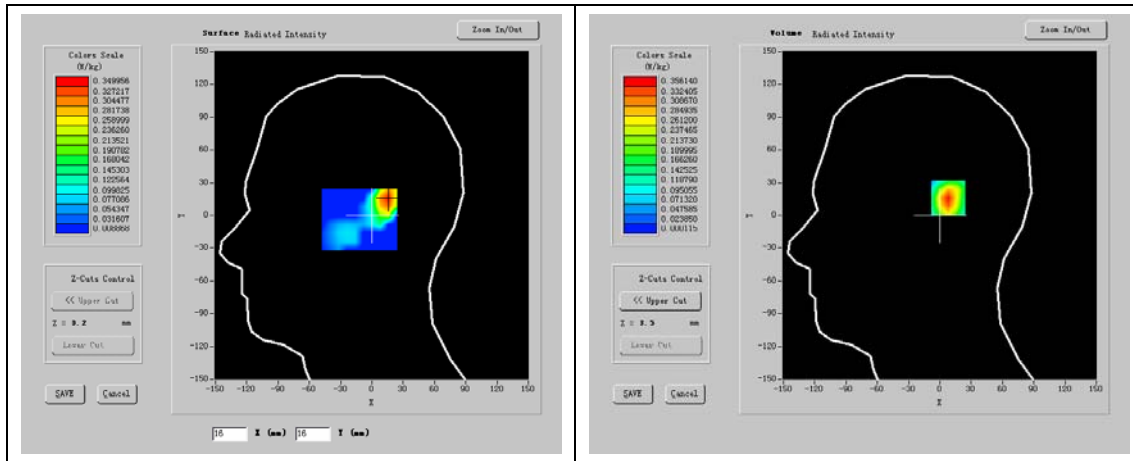 Surface Radiated Intensity
Zoom In/Out
Colors Scale
(W/kg)
0.349956
0.327217
0.304477
0.281738
0.258999
0.236260
0.213521
0.190782
0.168042
0.145303
0.122564
0.099825
0.077086
0.054347
0.031607
0.008868
150
120
90
60
30
0
-30
-60
-90
-120
-150
Y
-150 -120 -90 -60 -30 0 30 60 90 120 150
X
Z-Cuts Control
<< Upper Cut
Z = 3.2 mm
Lower Cut
SAVE Cancel
16 X (mm) 16 Y (mm)
Volume Radiated Intensity
Zoom In/Out
Colors Scale
(W/kg)
0.356140
0.332405
0.308670
0.284935
0.261200
0.237465
0.213730
0.189995
0.166260
0.142525
0.118790
0.095055
0.071320
0.047585
0.023850
0.000115
150
120
90
60
30
0
-30
-60
-90
-120
-150
Y
-150 -120 -90 -60 -30 0 30 60 90 120 150
X
Z-Cuts Control
<< Upper Cut
Z = 3.5 mm
Lower Cut
SAVE Cancel